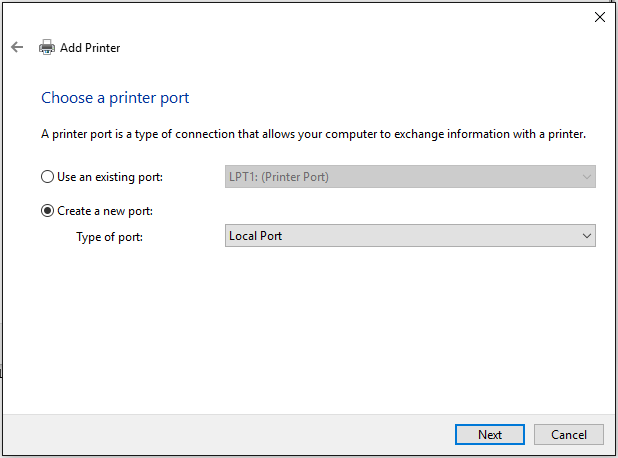 Add Printer
Choose a printer port
A printer port is a type of connection that allows your computer to exchange information with a printer.
Use an existing port: LPT1: (Printer Port)
Create a new port:
Type of port: Local Port
Next Cancel